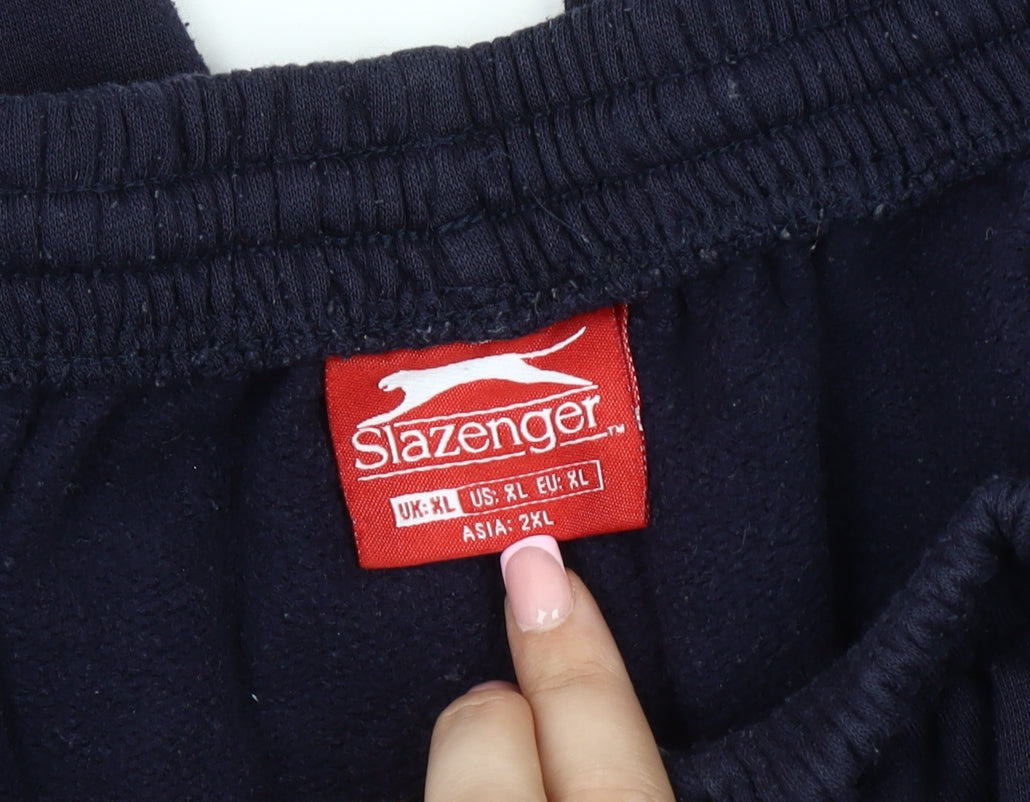 Slazenger™
UK: XL US: XL EU: XL
ASIA: 2XL